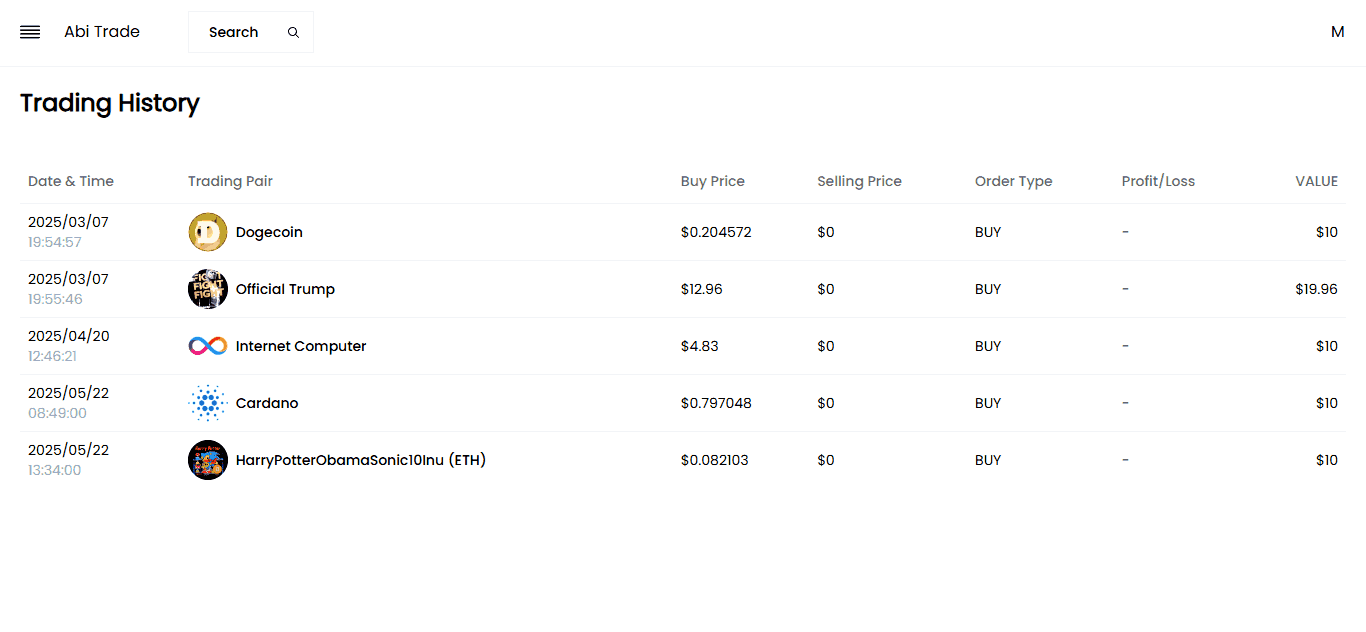 Abi Trade
Search
M
Trading History
Date & Time Trading Pair Buy Price Selling Price Order Type Profit/Loss VALUE
2025/03/07
19:54:57
Dogecoin $0.204572 $0 BUY - $10
2025/03/07
19:55:46
FIGHT
FIGHT
FIGHT
Official Trump $12.96 $0 BUY - $19.96
2025/04/20
12:46:21
Internet Computer $4.83 $0 BUY - $10
2025/05/22
08:49:00
Cardano $0.797048 $0 BUY - $10
2025/05/22
13:34:00
HarryPotterObamaSonic10Inu (ETH) $0.082103 $0 BUY - $10